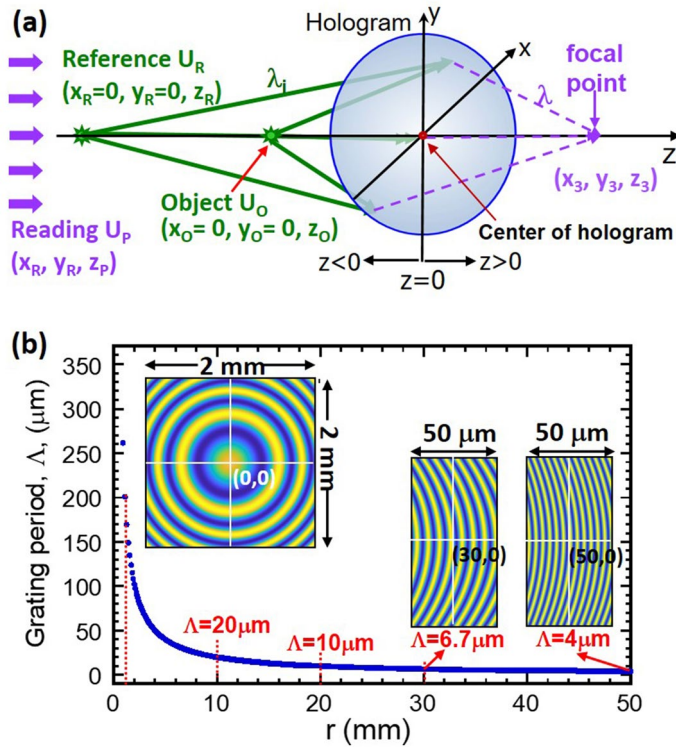 (a)
Hologram
y
x
Reference U_R
(x_R=0, y_R=0, z_R)
λ_i
focal
point
λ
z
Object U_O
(x_O= 0, y_O=0, z_O)
(x_3, y_3, z_3)
Reading U_P
(x_R, y_R, z_P)
Center of hologram
z<0
z=0
z>0
(b)
Grating period, Λ, (μm)
350
300
250
200
150
100
50
0
2 mm
2 mm
(0,0)
50 μm
50 μm
(30,0)
(50,0)
Λ=20μm
Λ=10μm
Λ=6.7μm
Λ=4μm
0
10
20
30
40
50
r (mm)